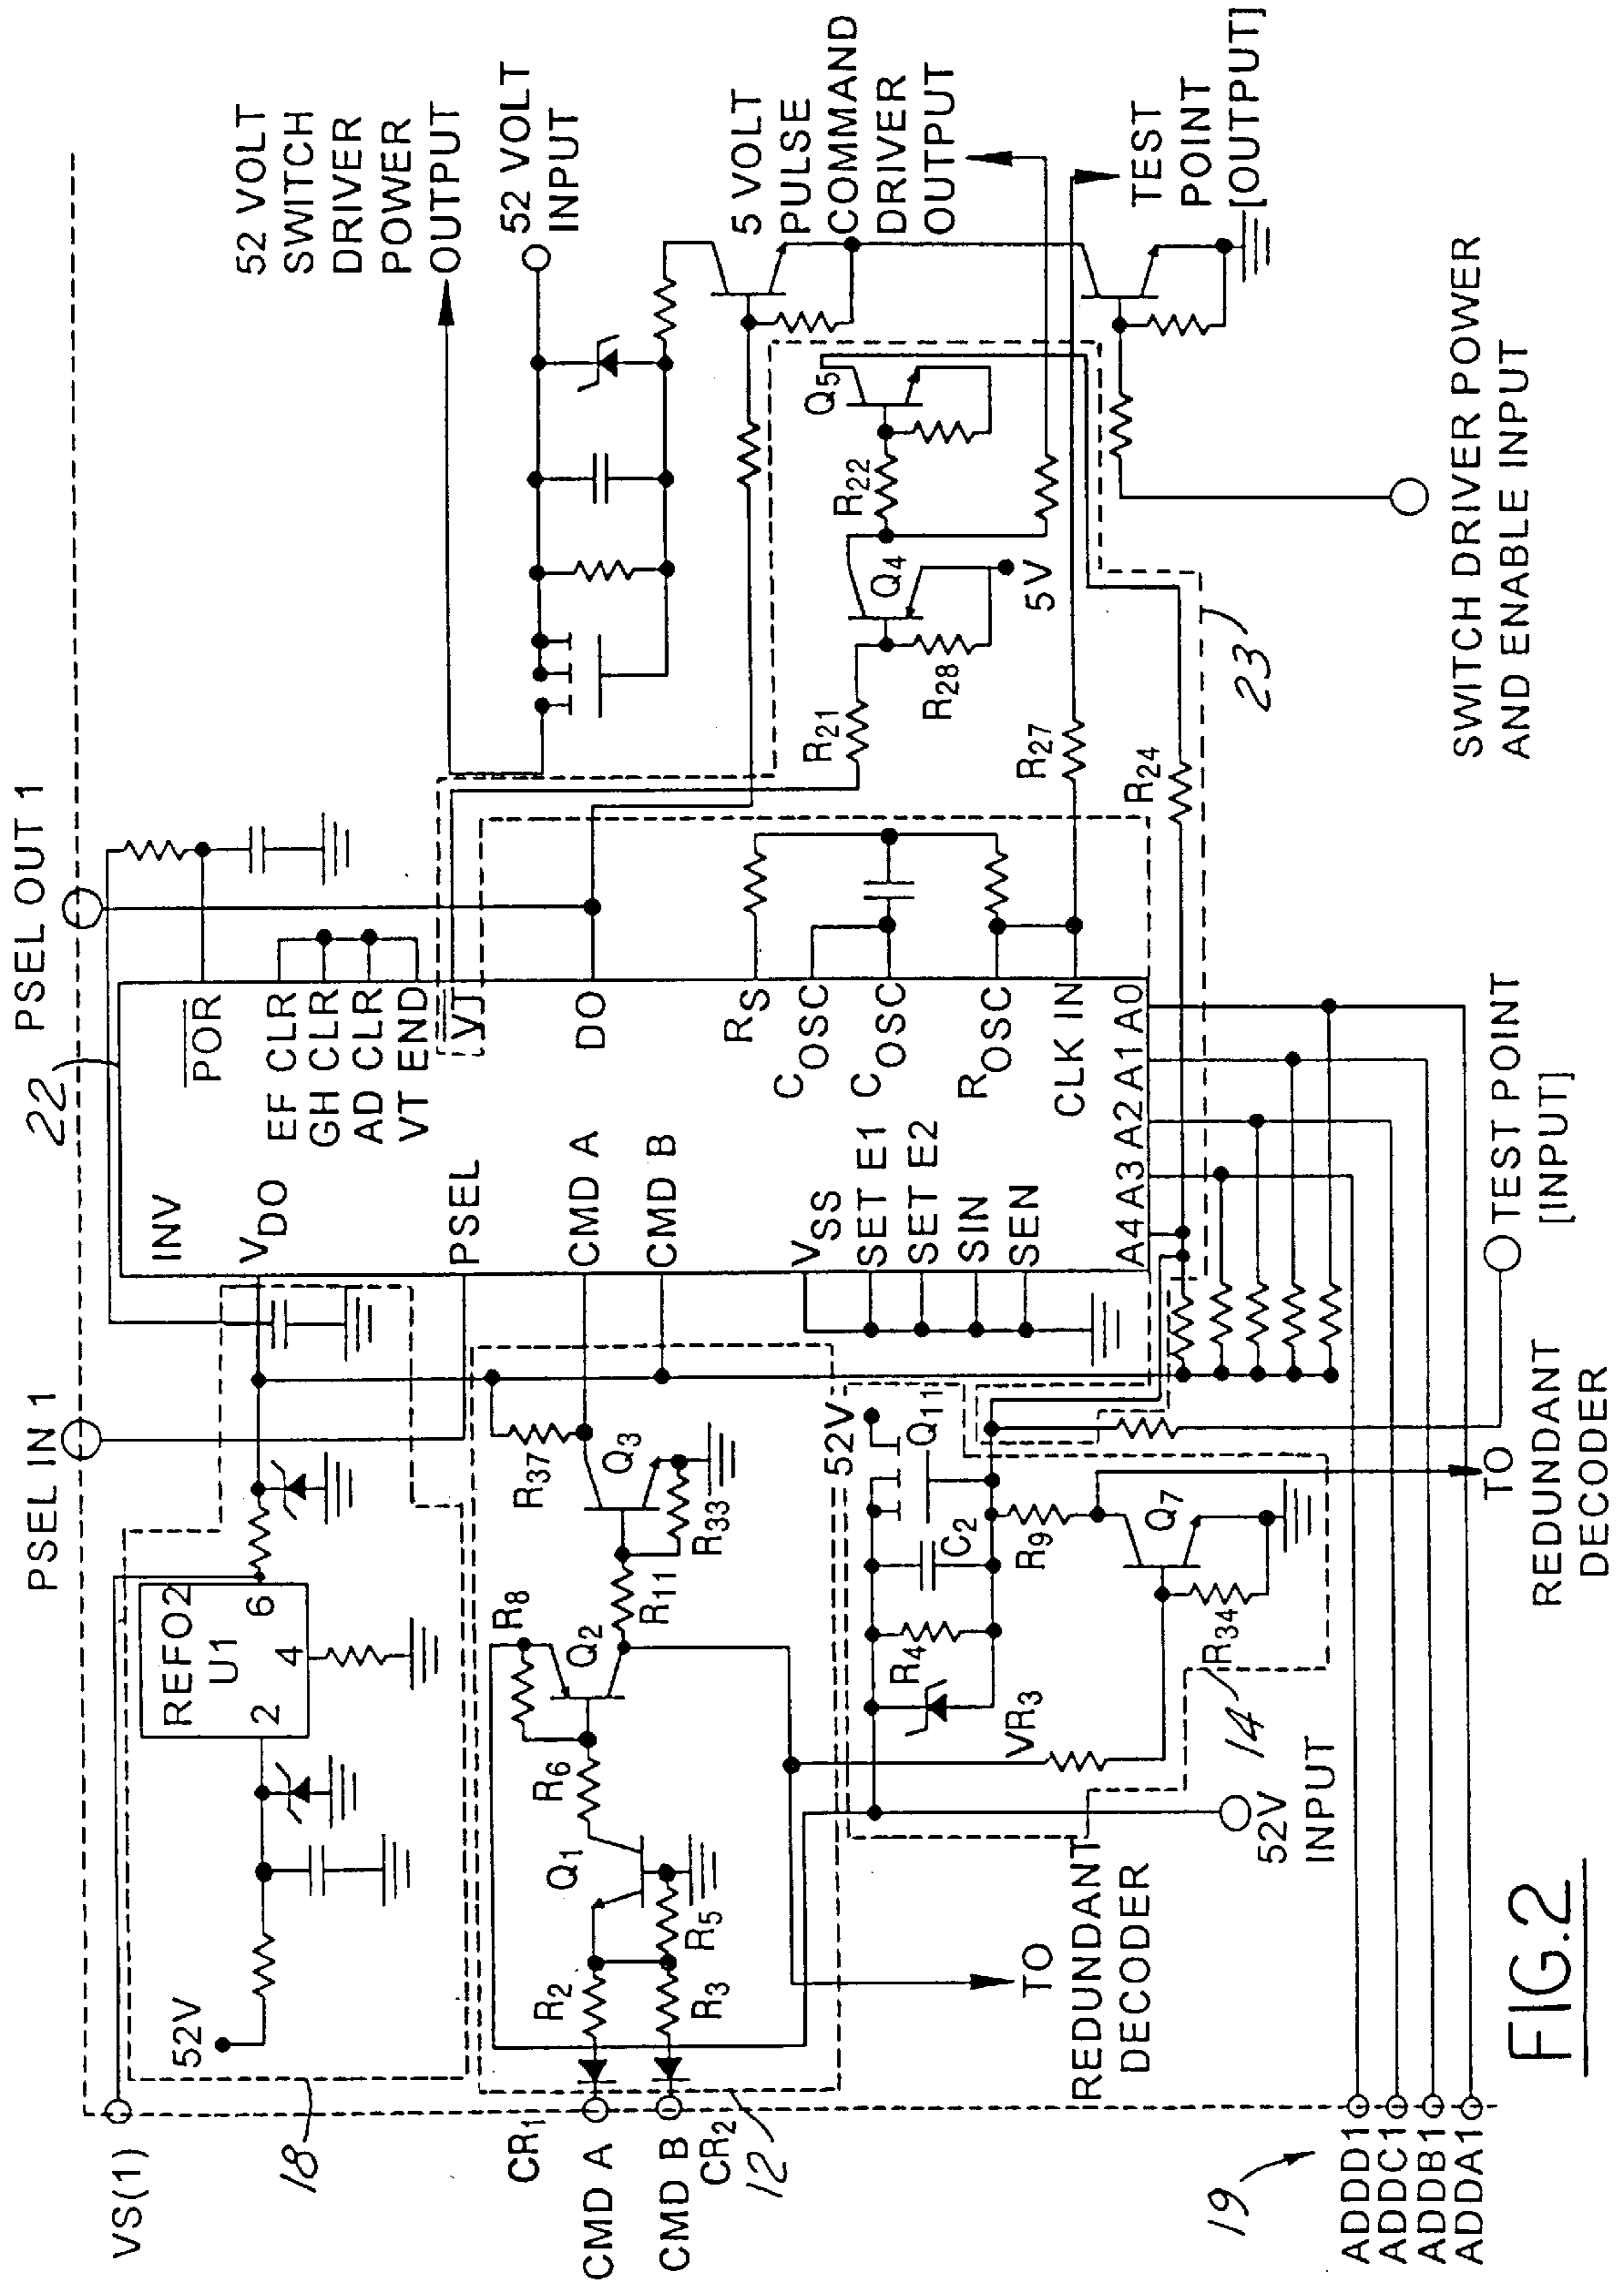 PSEL IN 1
22
PSEL OUT 1
VS(1)
18
52V
REF02
U1
2
4
6
INV
VDO
PSEL
CMD A
CMD B
VSS
SET E1
SET E2
SIN
SEN
POR
EF CLR
GH CLR
AD CLR
VT END
VT
DO
RS
COSC
COSC
ROSC
CLK IN
A4 A3 A2 A1 A0
52 VOLT
SWITCH
DRIVER
POWER
OUTPUT
52 VOLT
INPUT
5 VOLT
PULSE
COMMAND
DRIVER
OUTPUT
TEST
POINT
[OUTPUT]
Q5
R22
Q4
5V
R21
R28
R27
R24
23
SWITCH DRIVER POWER
AND ENABLE INPUT
CR1
CMD A
CMD B
CR2
12
R2
R3
Q1
R5
R6
R8
Q2
R11
R37
Q3
R33
52V
Q11
C2
R4
VR3
R9
Q7
R34
14
52V
INPUT
TO
REDUNDANT
DECODER
TO
REDUNDANT
DECODER
TEST POINT
[INPUT]
19
ADDD1
ADDC1
ADDB1
ADDA1
FIG.2